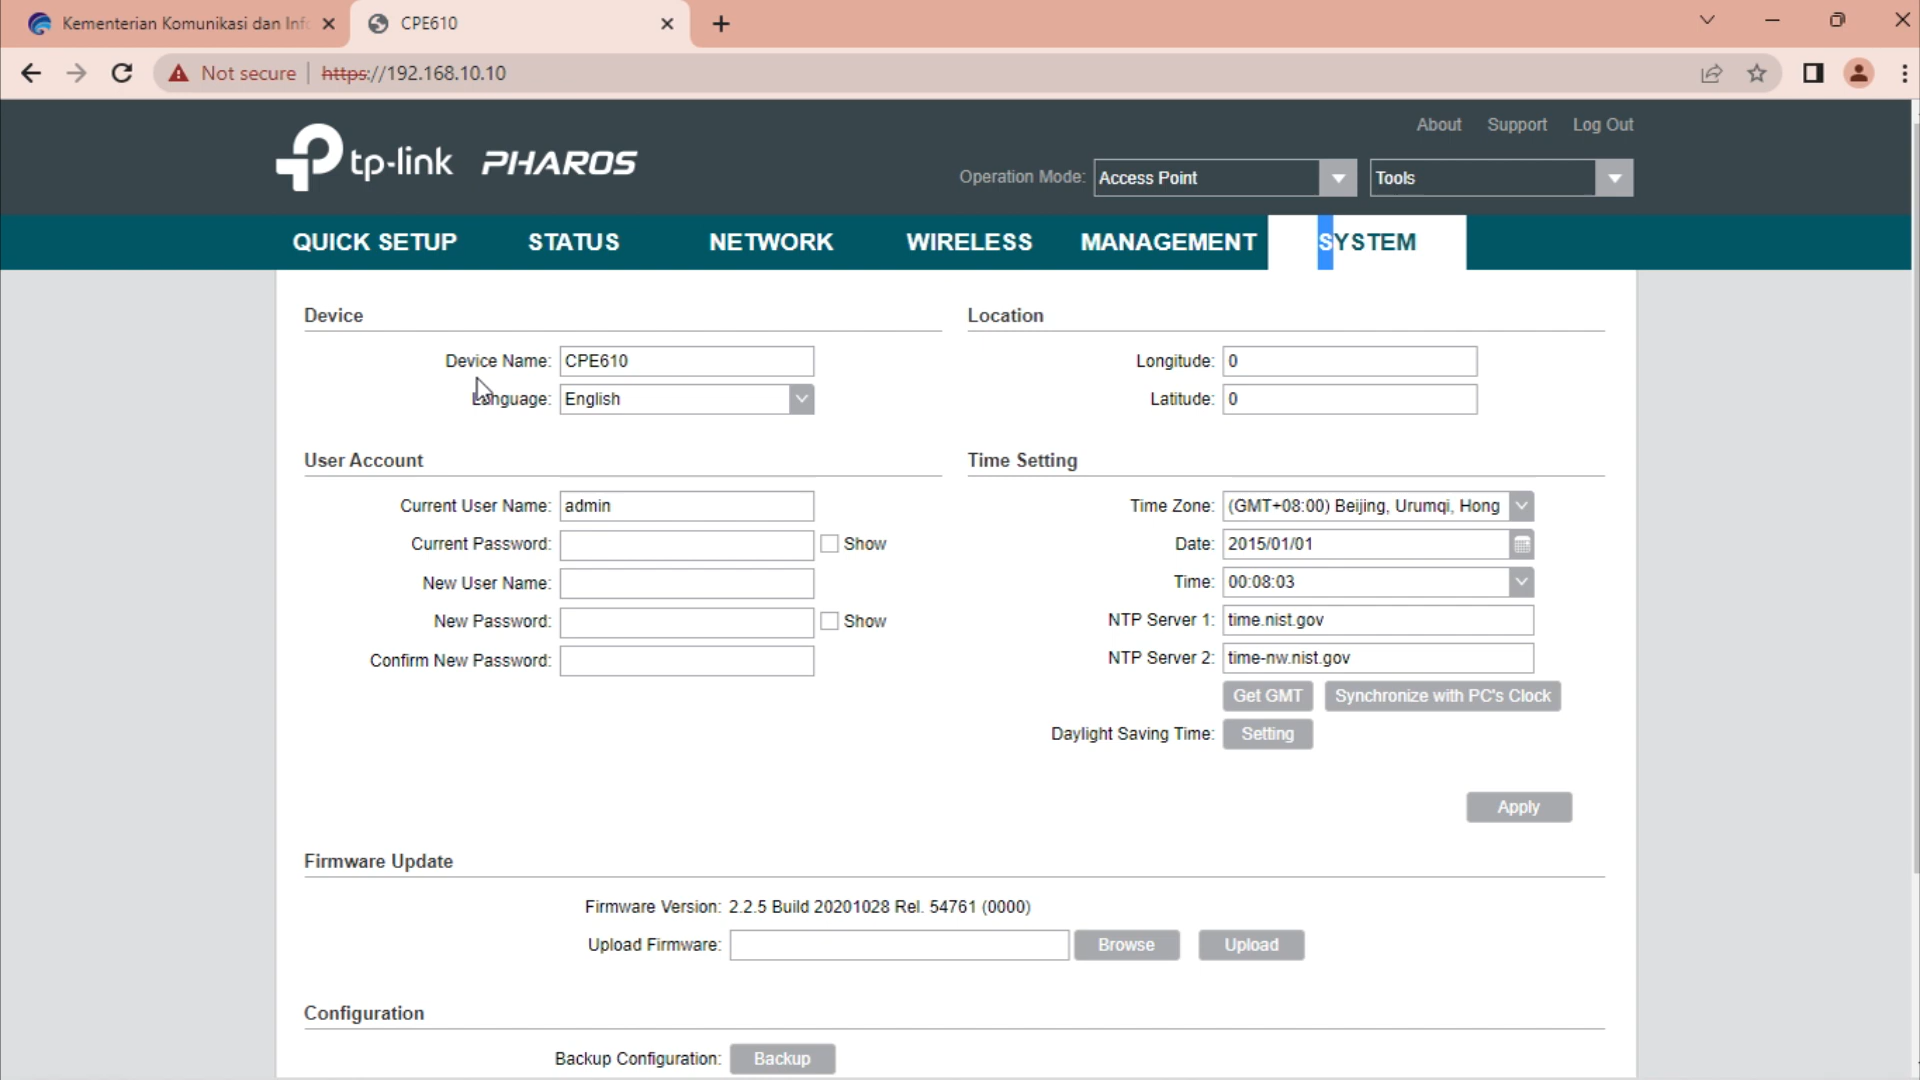 Kementerian Komunikasi dan Info
CPE610
Not secure | https://192.168.10.10
About Support Log Out
tp-link PHAROS
Operation Mode: Access Point Tools
QUICK SETUP STATUS NETWORK WIRELESS MANAGEMENT SYSTEM
Device
Device Name: CPE610
Language: English
Location
Longitude: 0
Latitude: 0
User Account
Current User Name: admin
Current Password: Show
New User Name:
New Password: Show
Confirm New Password:
Time Setting
Time Zone: (GMT+08:00) Beijing, Urumqi, Hong
Date: 2015/01/01
Time: 00:08:03
NTP Server 1: time.nist.gov
NTP Server 2: time-nw.nist.gov
Get GMT Synchronize with PC's Clock
Daylight Saving Time: Setting
Apply
Firmware Update
Firmware Version: 2.2.5 Build 20201028 Rel. 54761 (0000)
Upload Firmware: Browse Upload
Configuration
Backup Configuration: Backup